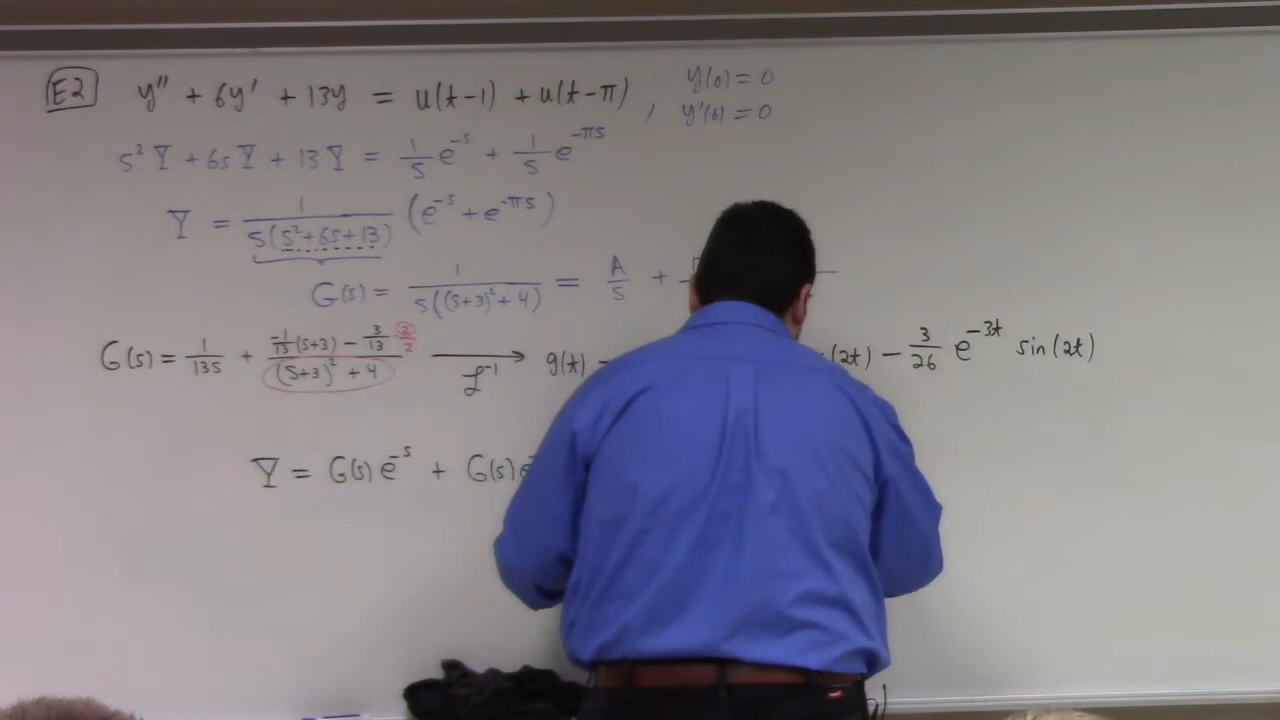 E2 y'' + 6y' + 13y = u(t-1) + u(t-π) , y(0) = 0
y'(0) = 0
s²Y + 6sY + 13Y = 1/s e^{-s} + 1/s e^{-πs}
Y = 1/(s(s²+6s+13)) (e^{-s} + e^{-πs})
G(s) = 1/(s((s+3)²+4)) = A/s +
G(s) = 1/13s + (-1/13(s+3) - 3/13 · 2/2)/((s+3)²+4) → ℒ⁻¹ g(t) (2t) - 3/26 e^{-3t} sin(2t)
Y = G(s)e^{-s} + G(s)e